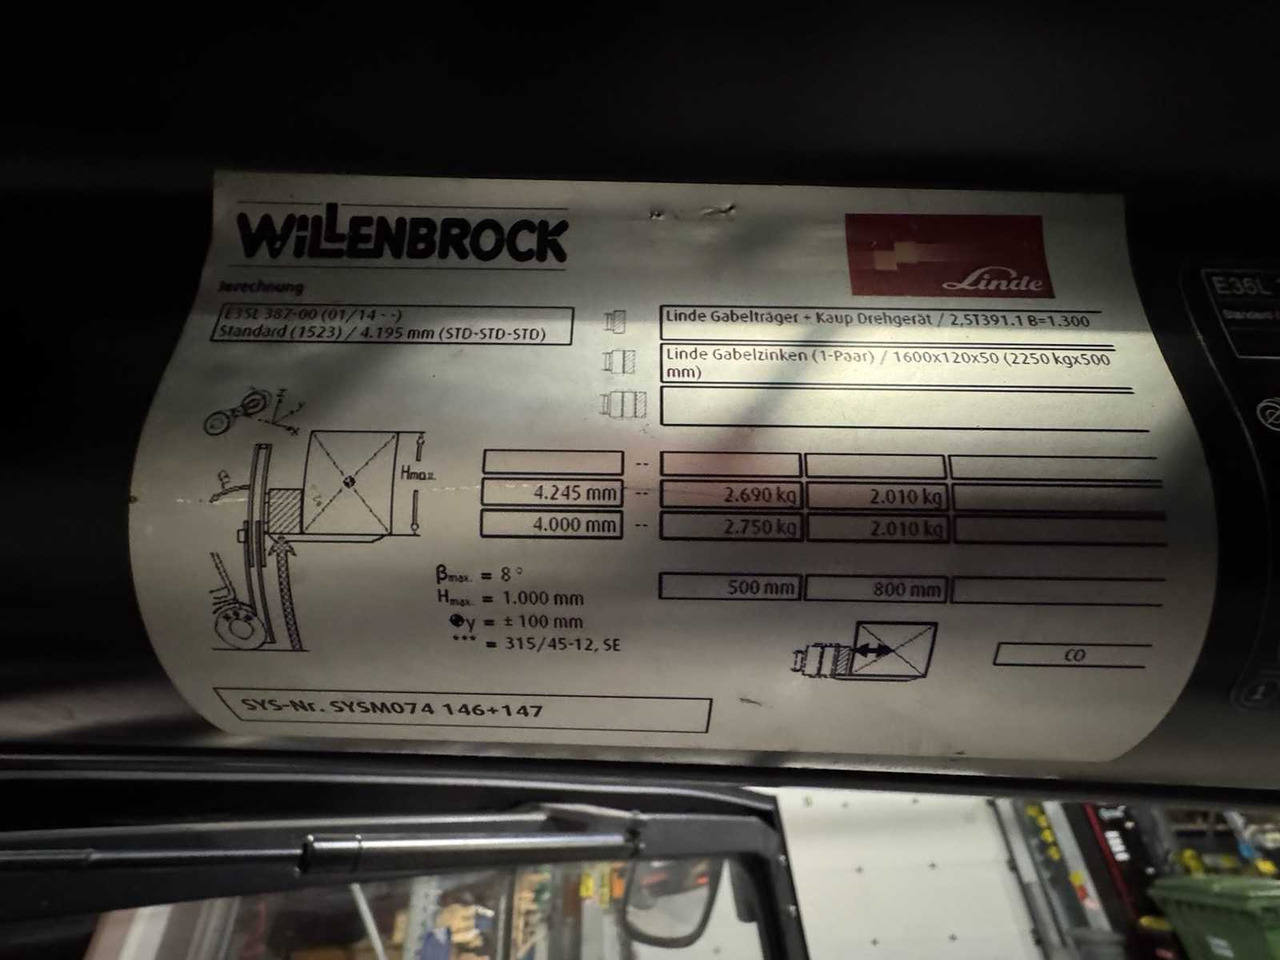 WiLLENBROCK
Linde
Berechnung
E35L 387-00 (01/14 - -)
Standard (1523) / 4.195 mm (STD-STD-STD)
Linde Gabelträger + Kaup Drehgerät / 2,5T391.1 B=1.300
Linde Gabelzinken (1-Paar) / 1600x120x50 (2250 kgx500
mm)
Z
Y
X
β
Hmax.
4.245 mm -- 2.690 kg 2.010 kg
4.000 mm -- 2.750 kg 2.010 kg
500 mm 800 mm
βmax. = 8°
Hmax. = 1.000 mm
y = ± 100 mm
*** = 315/45-12, SE
CO
SYS-Nr. SYSM074 146+147
E35L
Standard